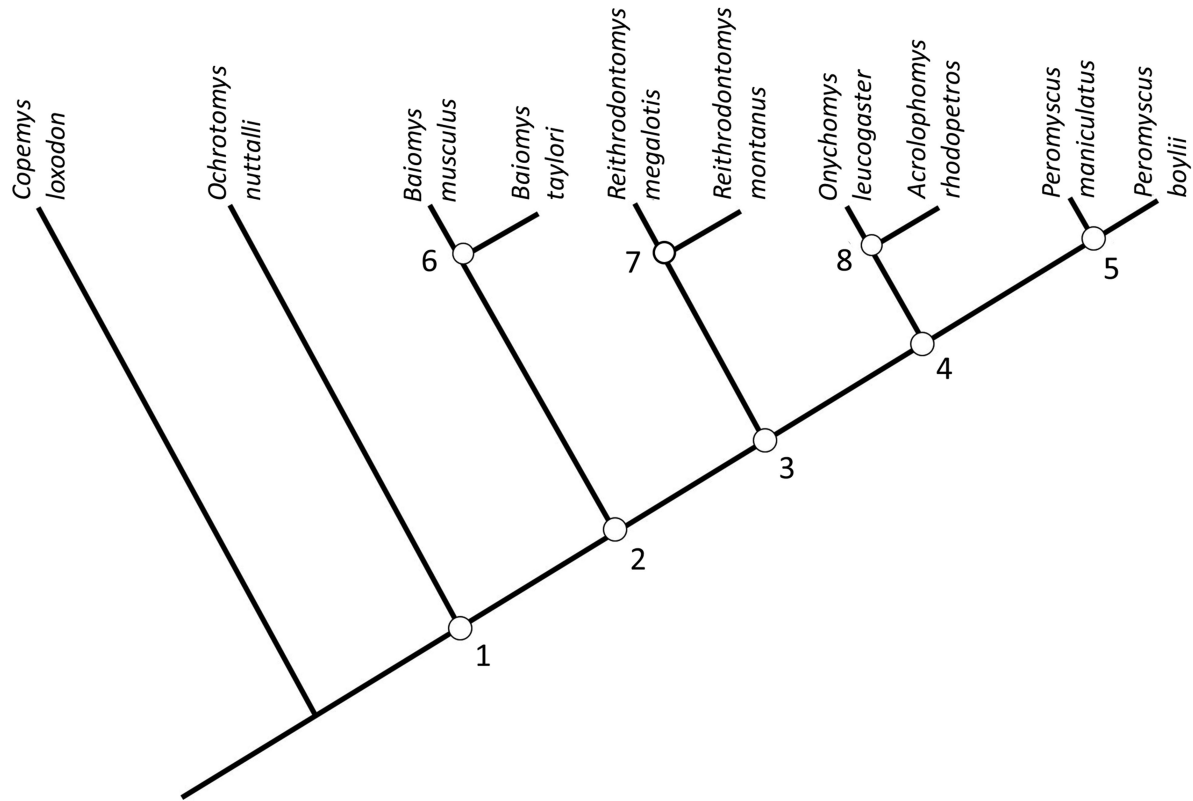 Copemys
loxodon
Ochrotomys
nuttalli
Baiomys
musculus
Baiomys
taylori
Reithrodontomys
megalotis
Reithrodontomys
montanus
Onychomys
leucogaster
Acrolophomys
rhodopetros
Peromyscus
maniculatus
Peromyscus
boylii
6
7
8
5
4
3
2
1